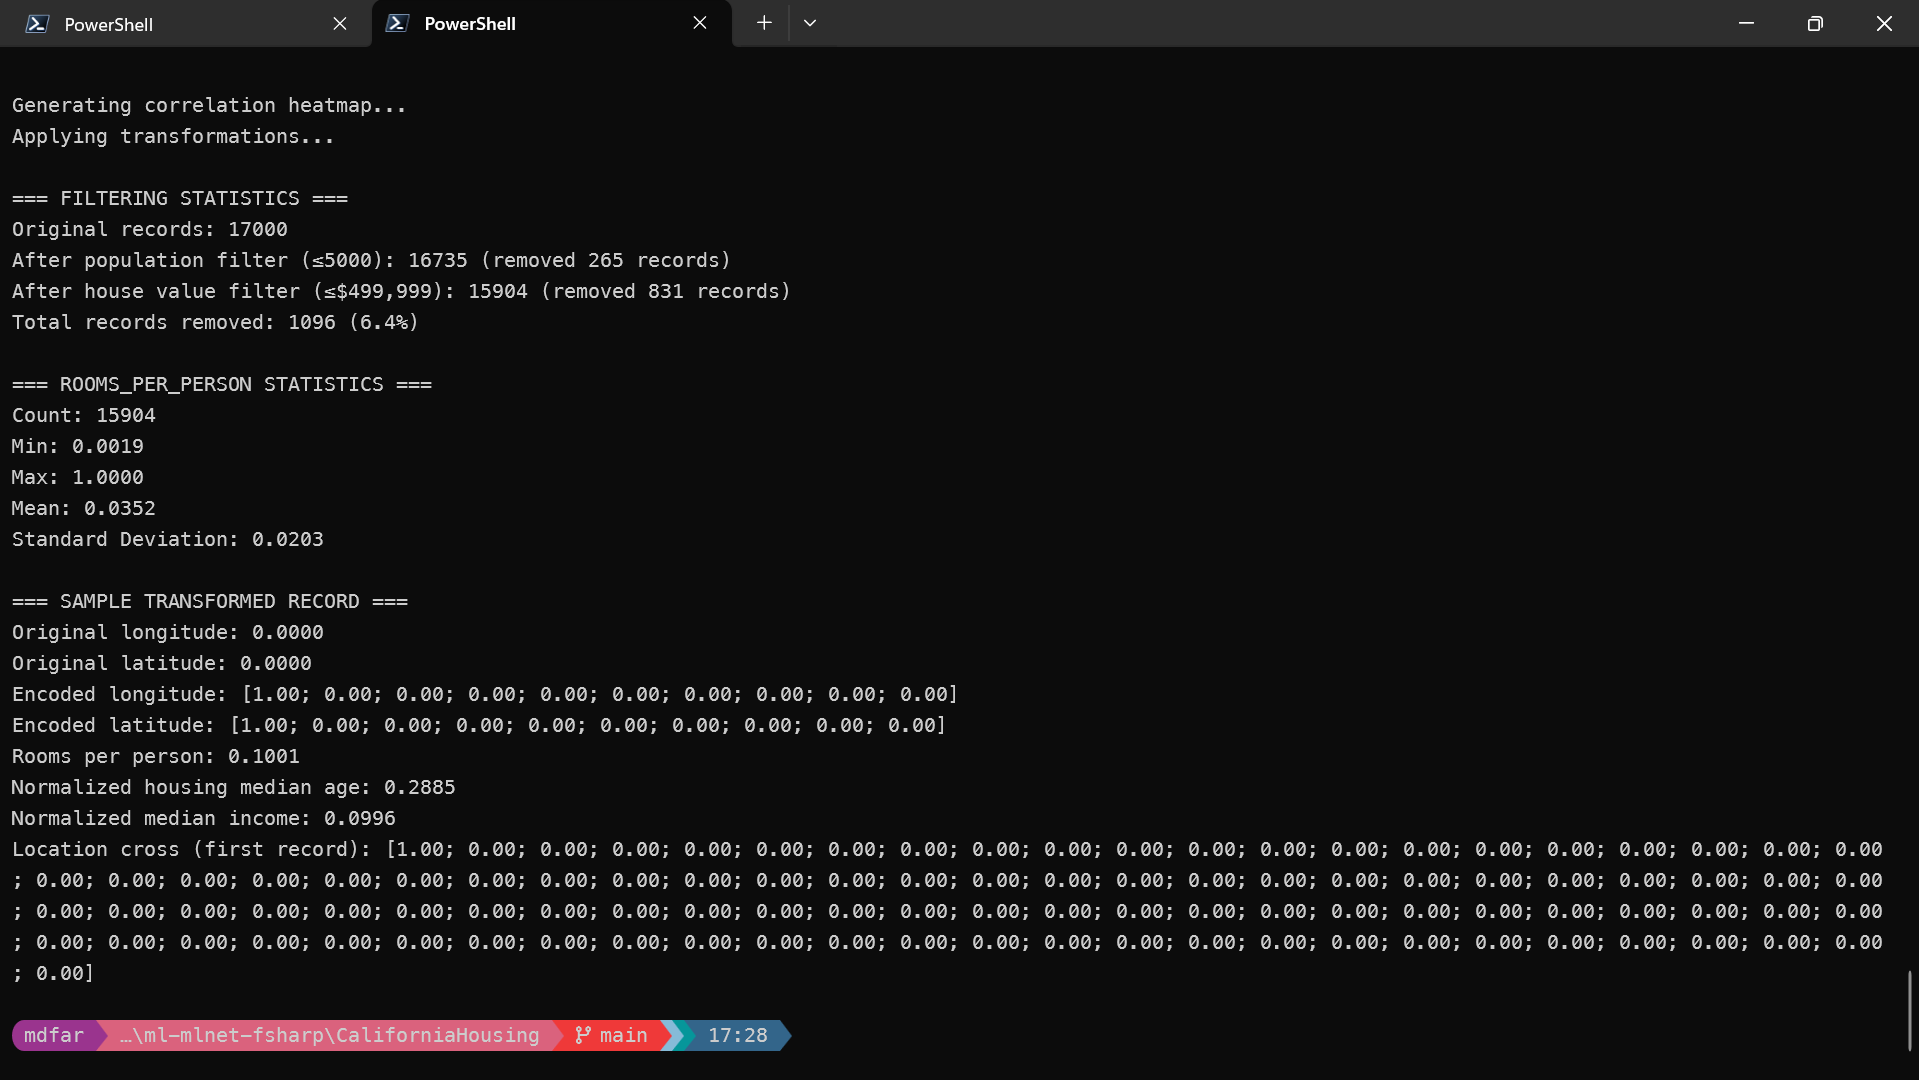 PowerShell
PowerShell
Generating correlation heatmap...
Applying transformations...
=== FILTERING STATISTICS ===
Original records: 17000
After population filter (≤5000): 16735 (removed 265 records)
After house value filter (≤$499,999): 15904 (removed 831 records)
Total records removed: 1096 (6.4%)
=== ROOMS_PER_PERSON STATISTICS ===
Count: 15904
Min: 0.0019
Max: 1.0000
Mean: 0.0352
Standard Deviation: 0.0203
=== SAMPLE TRANSFORMED RECORD ===
Original longitude: 0.0000
Original latitude: 0.0000
Encoded longitude: [1.00; 0.00; 0.00; 0.00; 0.00; 0.00; 0.00; 0.00; 0.00; 0.00]
Encoded latitude: [1.00; 0.00; 0.00; 0.00; 0.00; 0.00; 0.00; 0.00; 0.00; 0.00]
Rooms per person: 0.1001
Normalized housing median age: 0.2885
Normalized median income: 0.0996
Location cross (first record): [1.00; 0.00; 0.00; 0.00; 0.00; 0.00; 0.00; 0.00; 0.00; 0.00; 0.00; 0.00; 0.00; 0.00; 0.00; 0.00; 0.00; 0.00; 0.00; 0.00; 0.00
; 0.00; 0.00; 0.00; 0.00; 0.00; 0.00; 0.00; 0.00; 0.00; 0.00; 0.00; 0.00; 0.00; 0.00; 0.00; 0.00; 0.00; 0.00; 0.00; 0.00; 0.00; 0.00; 0.00; 0.00; 0.00; 0.00
; 0.00; 0.00; 0.00; 0.00; 0.00; 0.00; 0.00; 0.00; 0.00; 0.00; 0.00; 0.00; 0.00; 0.00; 0.00; 0.00; 0.00; 0.00; 0.00; 0.00; 0.00; 0.00; 0.00; 0.00; 0.00; 0.00
; 0.00; 0.00; 0.00; 0.00; 0.00; 0.00; 0.00; 0.00; 0.00; 0.00; 0.00; 0.00; 0.00; 0.00; 0.00; 0.00; 0.00; 0.00; 0.00; 0.00; 0.00; 0.00; 0.00; 0.00; 0.00; 0.00
; 0.00]
mdfar …\ml-mlnet-fsharp\CaliforniaHousing main 17:28